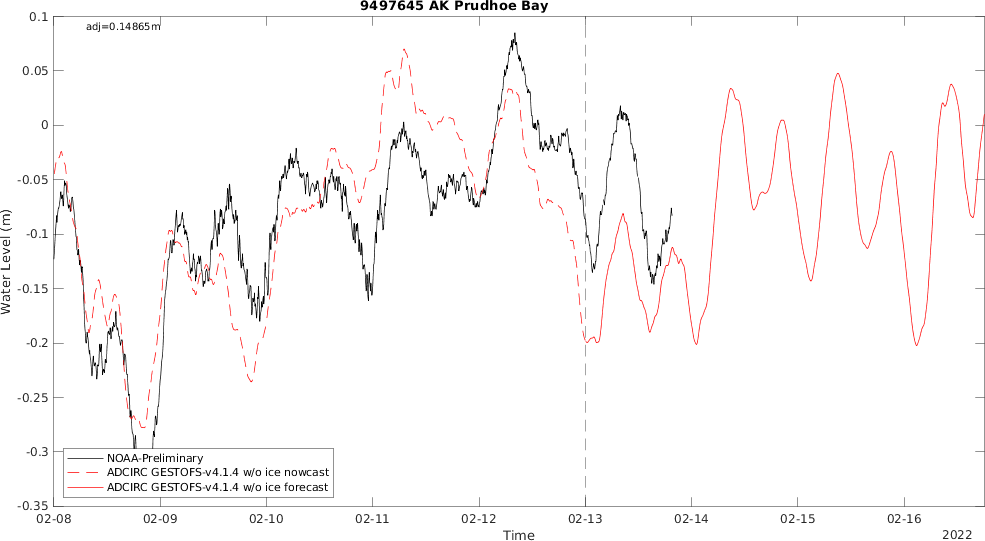 9497645 AK Prudhoe Bay
adj=0.14865m
0.1
0.05
0
-0.05
-0.1
-0.15
-0.2
-0.25
-0.3
-0.35
Water Level (m)
NOAA-Preliminary
ADCIRC GESTOFS-v4.1.4 w/o ice nowcast
ADCIRC GESTOFS-v4.1.4 w/o ice forecast
02-08 02-09 02-10 02-11 02-12 02-13 02-14 02-15 02-16
Time
2022